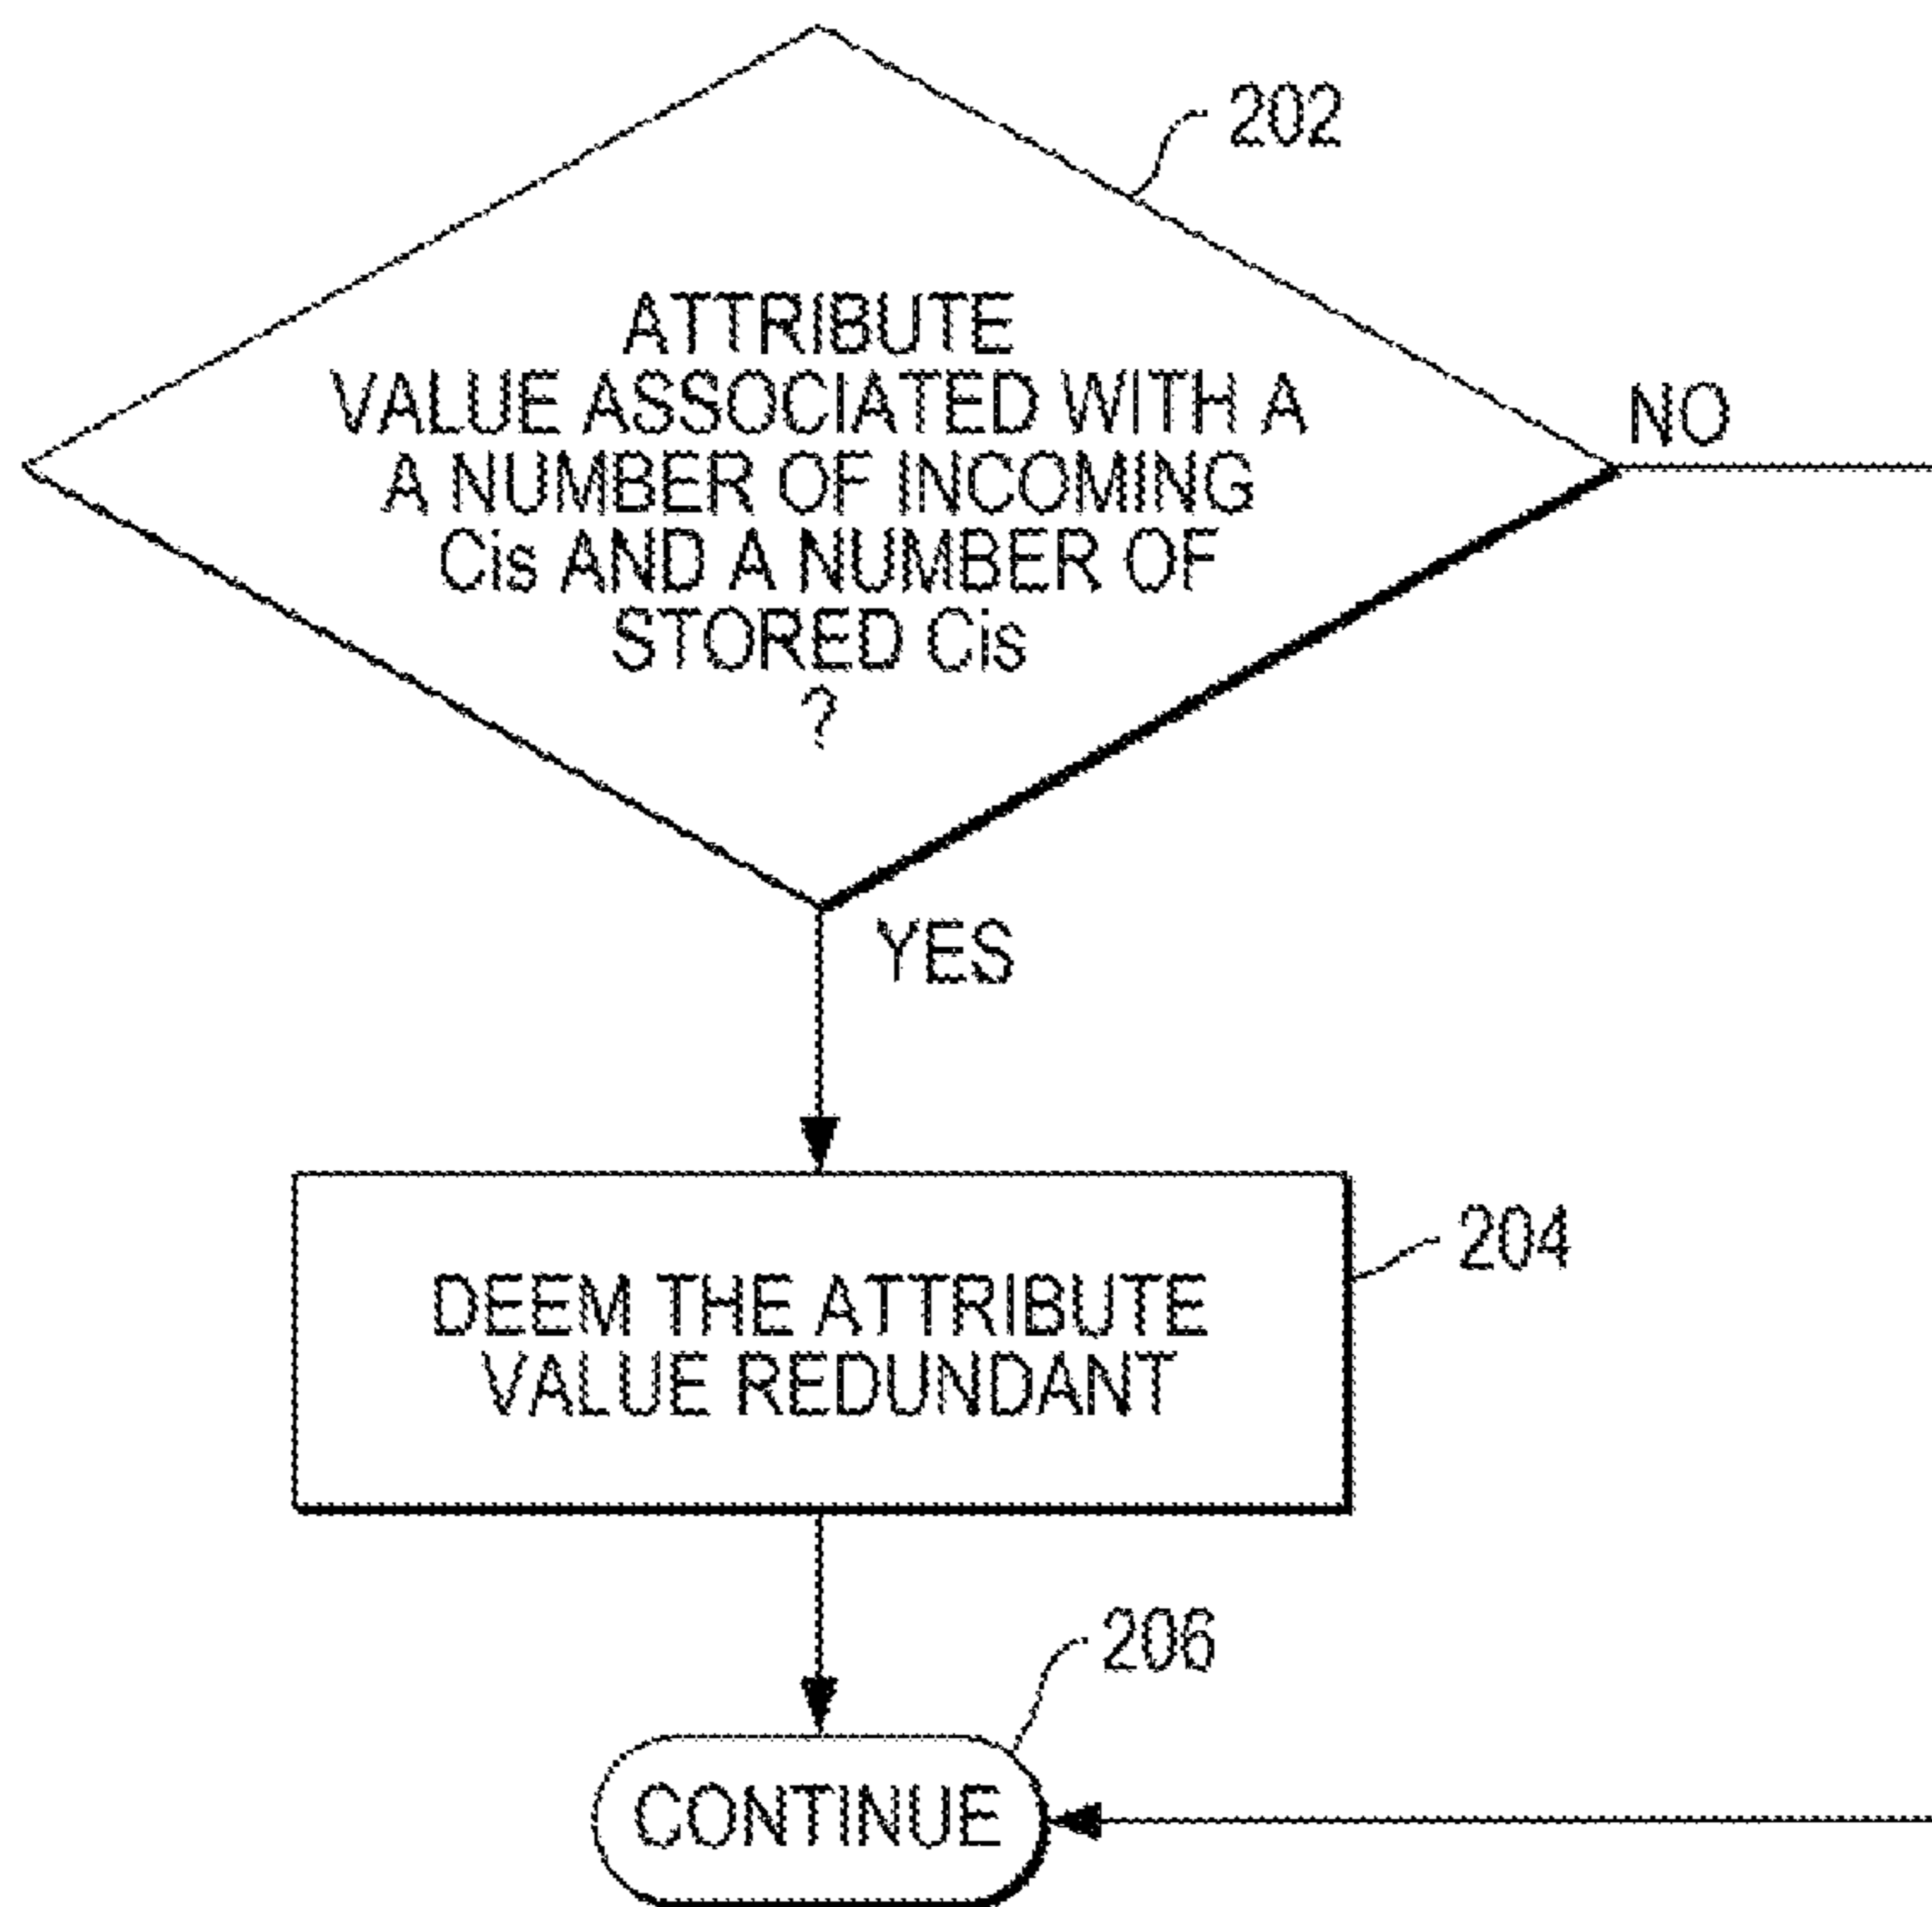 202
ATTRIBUTE
VALUE ASSOCIATED WITH A
A NUMBER OF INCOMING
Cis AND A NUMBER OF
STORED Cis
?
NO
YES
204
DEEM THE ATTRIBUTE
VALUE REDUNDANT
206
CONTINUE